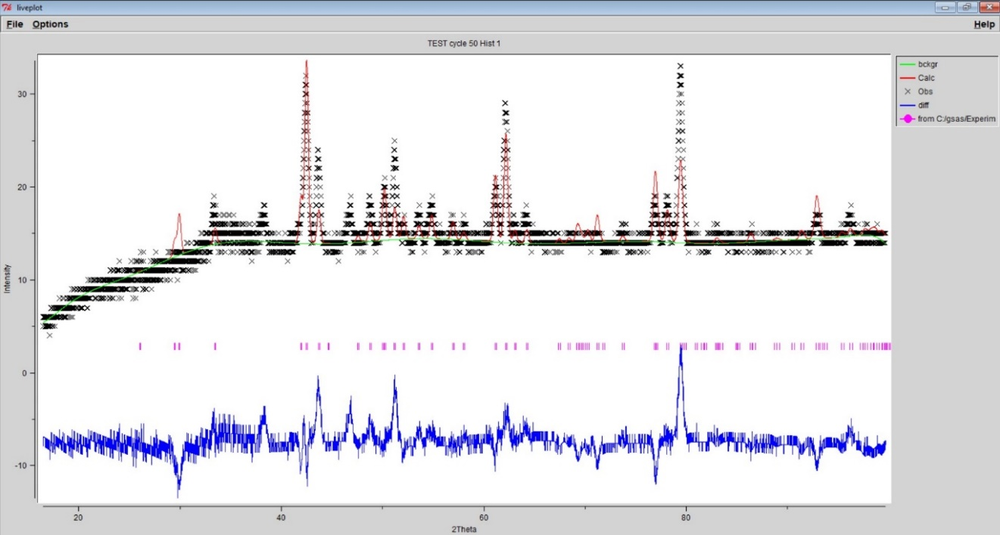 liveplot
File Options Help
TEST cycle 50 Hist 1
bckgr
Calc
Obs
diff
from C:/gsas/Experim
30
20
10
0
-10
Intensity
20 40 60 80
2Theta